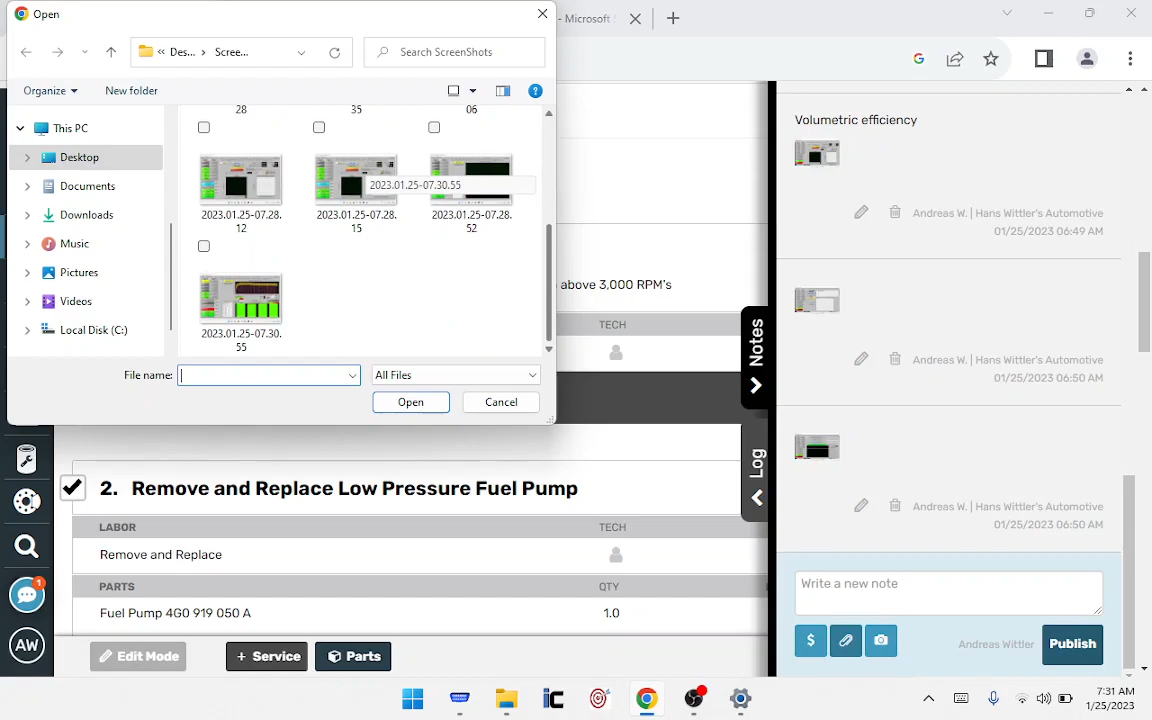 Open
- Microsoft
Des...
Scree...
Search ScreenShots
Organize
New folder
This PC
Desktop
Documents
Downloads
Music
Pictures
Videos
Local Disk (C:)
28
35
06
2023.01.25-07.30.55
2023.01.25-07.28.
12
2023.01.25-07.28.
15
2023.01.25-07.28.
52
2023.01.25-07.30.
55
File name:
All Files
Open
Cancel
above 3,000 RPM's
TECH
2. Remove and Replace Low Pressure Fuel Pump
LABOR
TECH
Remove and Replace
PARTS
QTY
Fuel Pump 4G0 919 050 A
1.0
Edit Mode
+ Service
Parts
Notes
Log
Volumetric efficiency
Andreas W. | Hans Wittler's Automotive
01/25/2023 06:49 AM
Andreas W. | Hans Wittler's Automotive
01/25/2023 06:50 AM
Andreas W. | Hans Wittler's Automotive
01/25/2023 06:50 AM
Write a new note
$
Andreas Wittler
Publish
1
AW
iC
7:31 AM
1/25/2023